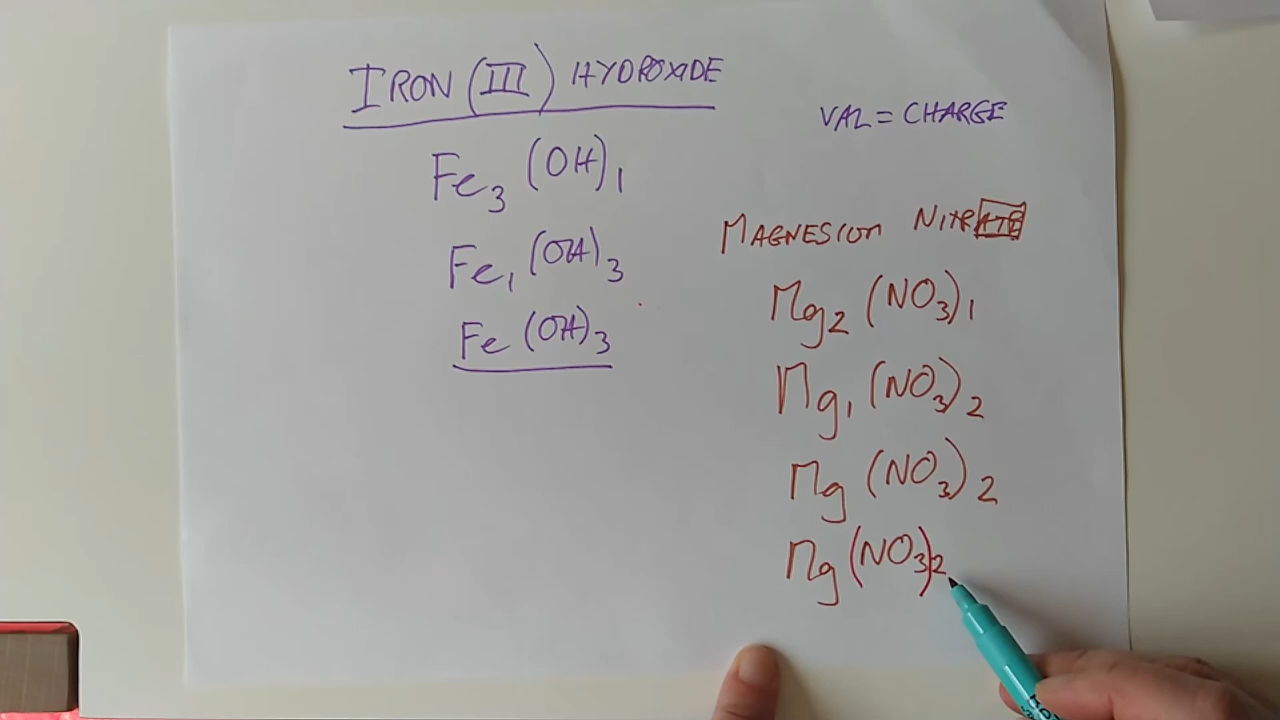 IRON (III) HYDROXIDE
Fe₃ (OH)₁
Fe₁ (OH)₃
Fe (OH)₃
VAL = CHARGE
MAGNESIUM NITRATE
Mg₂ (NO₃)₁
Mg₁ (NO₃)₂
Mg (NO₃)₂
Mg (NO₃)₂